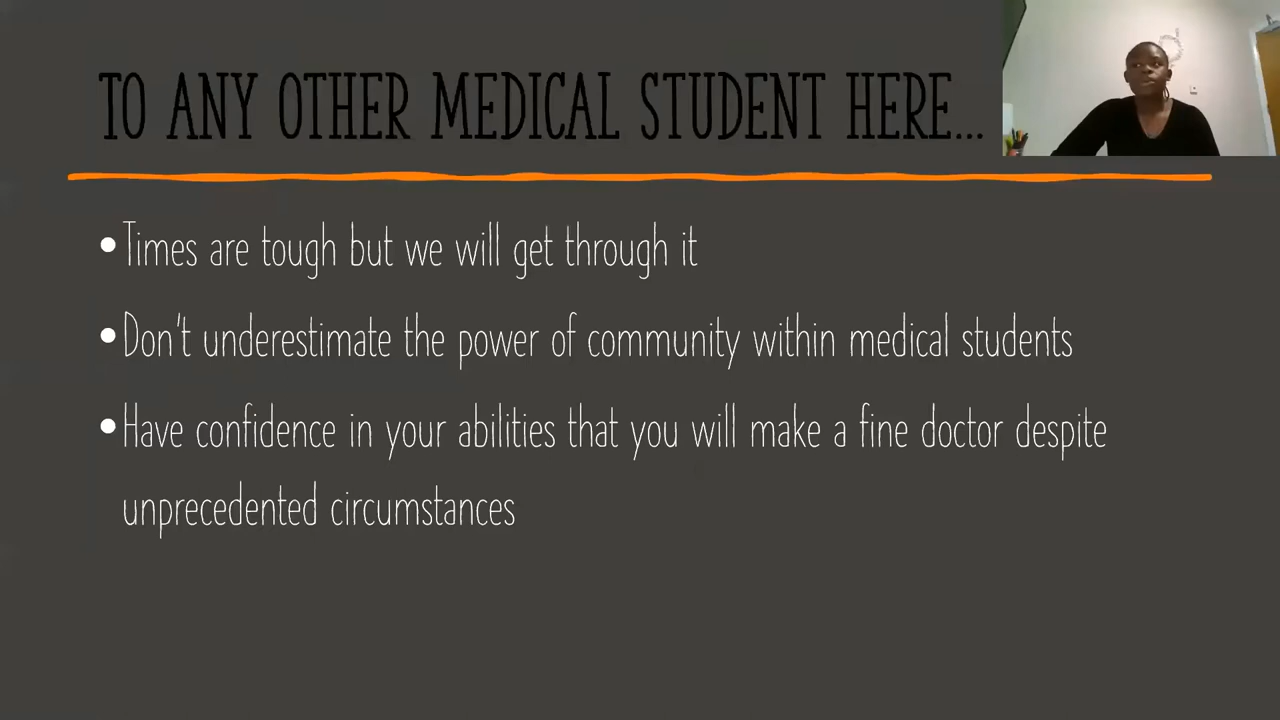 TO ANY OTHER MEDICAL STUDENT HERE...
•Times are tough but we will get through it
•Don't underestimate the power of community within medical students
•Have confidence in your abilities that you will make a fine doctor despite
unprecedented circumstances